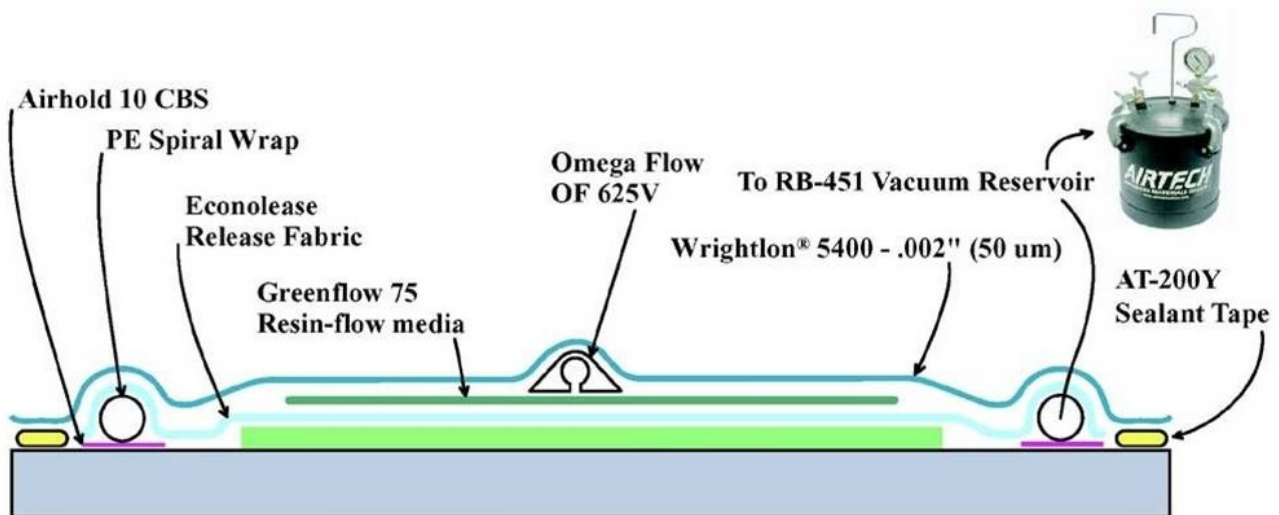 Airhold 10 CBS
PE Spiral Wrap
Econolease
Release Fabric
Greenflow 75
Resin-flow media
Omega Flow
OF 625V
To RB-451 Vacuum Reservoir
Wrightlon® 5400 - .002" (50 um)
AT-200Y
Sealant Tape
AIRTECH